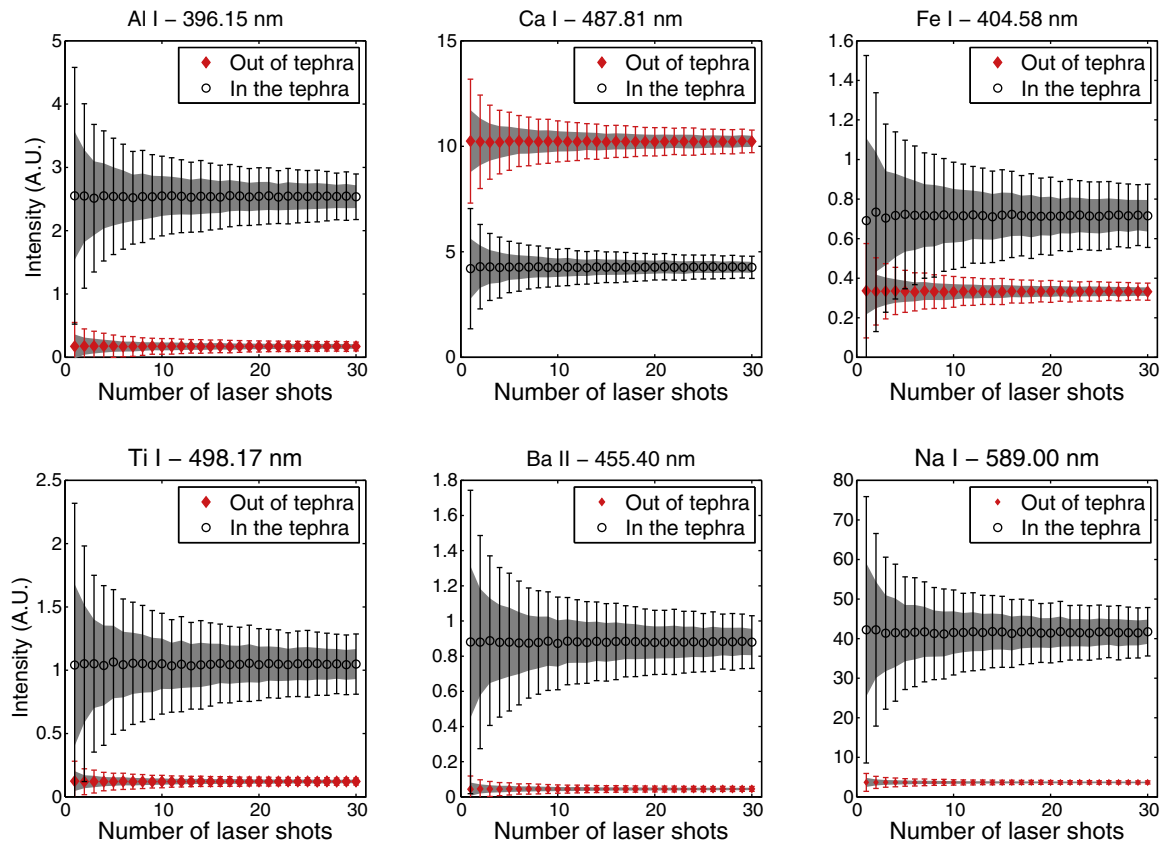 Al I − 396.15 nm
Ca I − 487.81 nm
Fe I − 404.58 nm
Out of tephra
In the tephra
Out of tephra
In the tephra
Out of tephra
In the tephra
Intensity (A.U.)
5
4
3
2
1
0
15
10
5
0
1.6
1.4
1.2
1
0.8
0.6
0.4
0.2
0
0 10 20 30
0 10 20 30
0 10 20 30
Number of laser shots
Number of laser shots
Number of laser shots
Ti I − 498.17 nm
Ba II − 455.40 nm
Na I − 589.00 nm
Out of tephra
In the tephra
Out of tephra
In the tephra
Out of tephra
In the tephra
Intensity (A.U.)
2.5
2
1.5
1
0.5
0
1.8
1.6
1.4
1.2
1
0.8
0.6
0.4
0.2
0
80
70
60
50
40
30
20
10
0
0 10 20 30
0 10 20 30
0 10 20 30
Number of laser shots
Number of laser shots
Number of laser shots